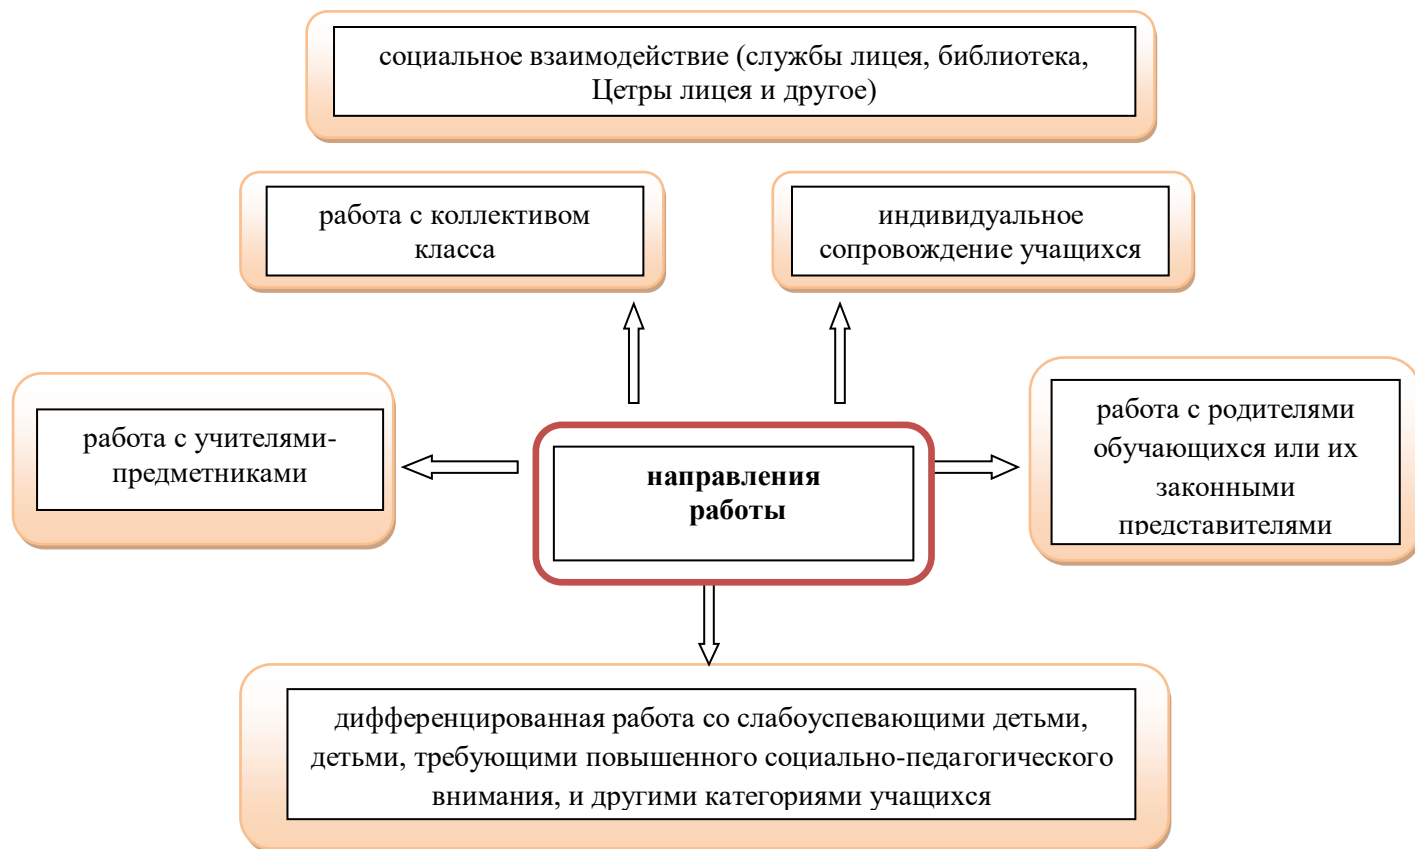 социальное взаимодействие (службы лицея, библиотека,
Цетры лицея и другое)
работа с коллективом
класса
индивидуальное
сопровождение учащихся
работа с учителями-
предметниками
направления
работы
работа с родителями
обучающихся или их
законными
представителями
дифференцированная работа со слабоуспевающими детьми,
детьми, требующими повышенного социально-педагогического
внимания, и другими категориями учащихся